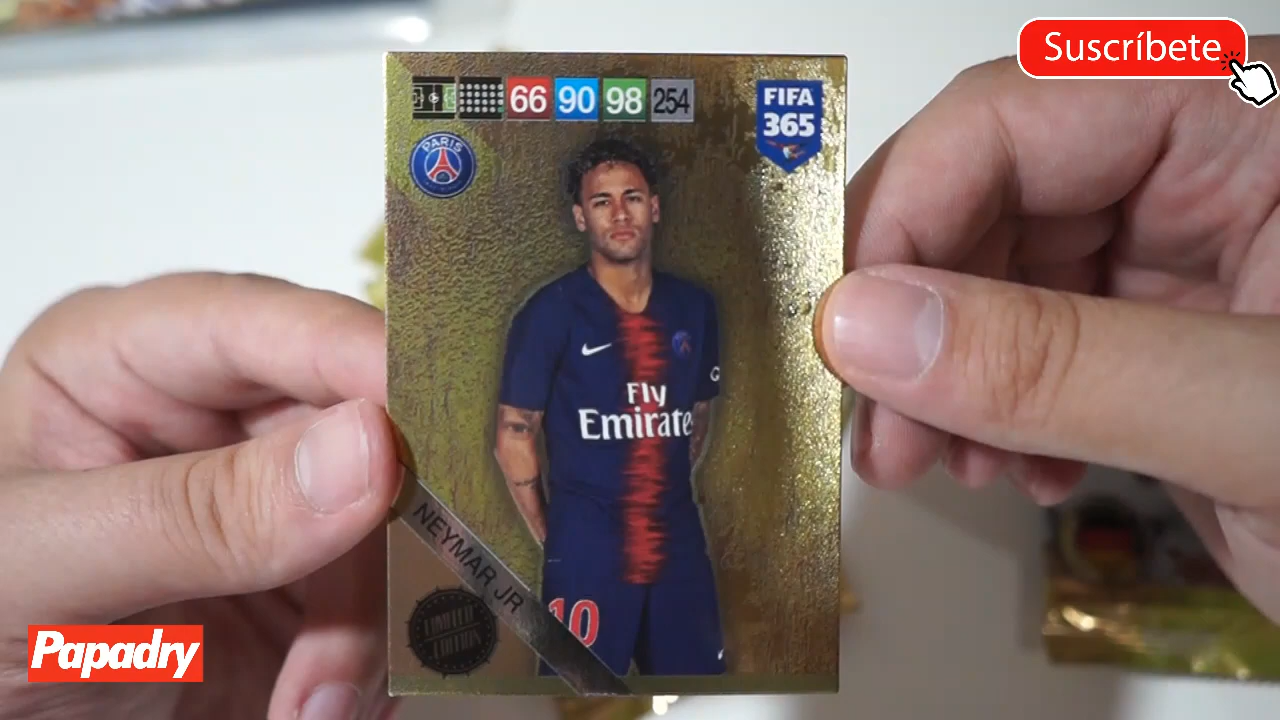 Suscríbete
66 90 98 254
FIFA
365
PARIS
Fly
Emirates
NEYMAR JR
10
LIMITED
EDITION
Papadry